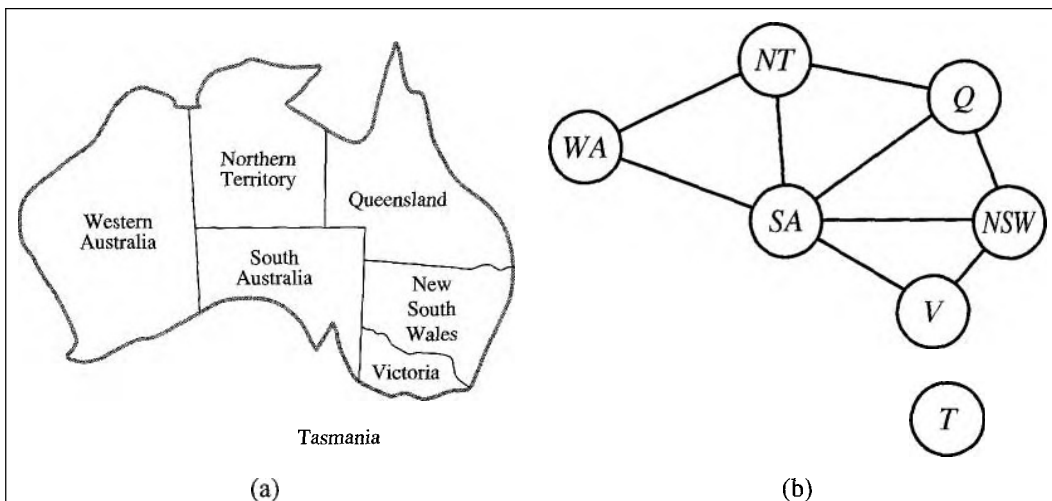 Northern
Territory
Western
Australia
Queensland
South
Australia
New
South
Wales
Victoria
Tasmania
(a)
NT
Q
WA
SA
NSW
V
T
(b)